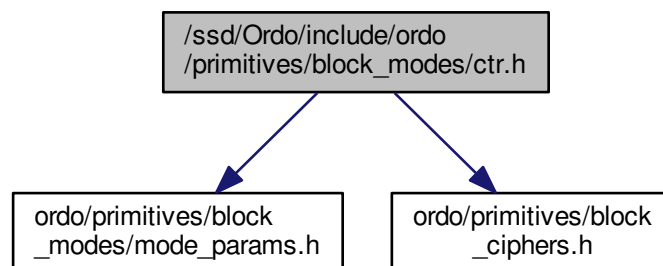 /ssd/Ordo/include/ordo
/primitives/block_modes/ctr.h
ordo/primitives/block
_modes/mode_params.h
ordo/primitives/block
_ciphers.h